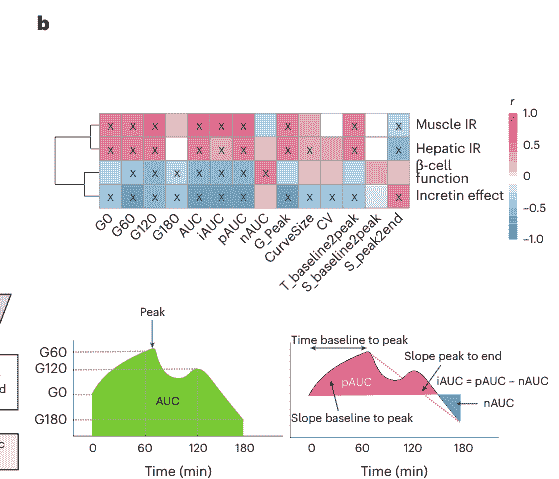 b
r
1.0
0.5
0
−0.5
−1.0
X X X X X X X X X
Muscle IR
X X X X X X X X X X
Hepatic IR
X X X X X X X
β-cell
function
X X X X X X X X X X X X
Incretin effect
G0 G60 G120 G180 AUC iAUC pAUC nAUC G_Peak CurveSize CV T_baseline2peak S_baseline2peak S_peak2end
d
c
Peak
G60
G120
G0
G180
AUC
0 60 120 180
Time (min)
Time baseline to peak
Slope peak to end
pAUC
iAUC = pAUC − nAUC
nAUC
Slope baseline to peak
0 60 120 180
Time (min)